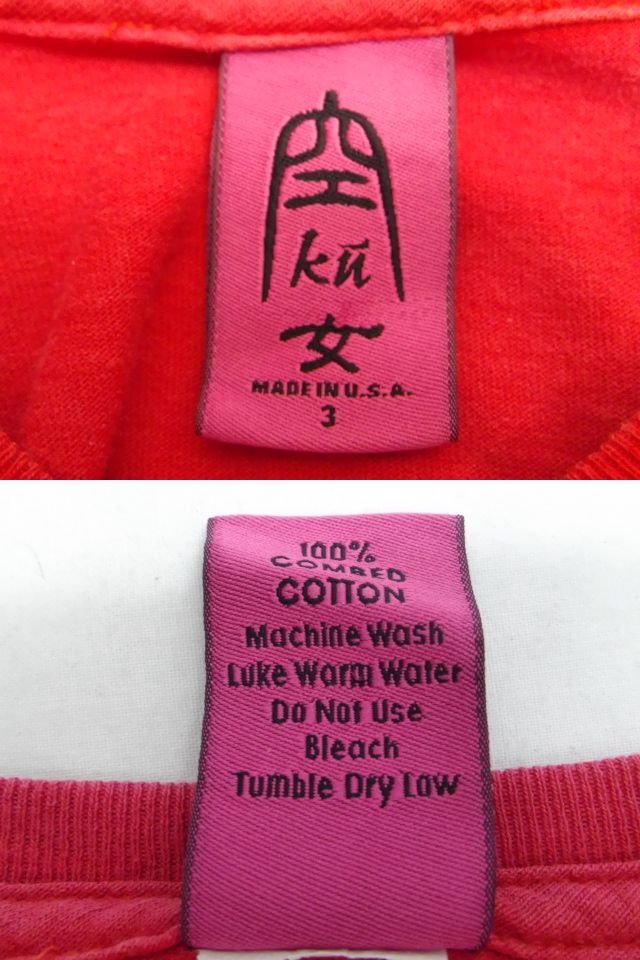 空
kū
女
MADE IN U.S.A.
3
100%
COMBED
COTTON
Machine Wash
Luke Warm Water
Do Not Use
Bleach
Tumble Dry Low